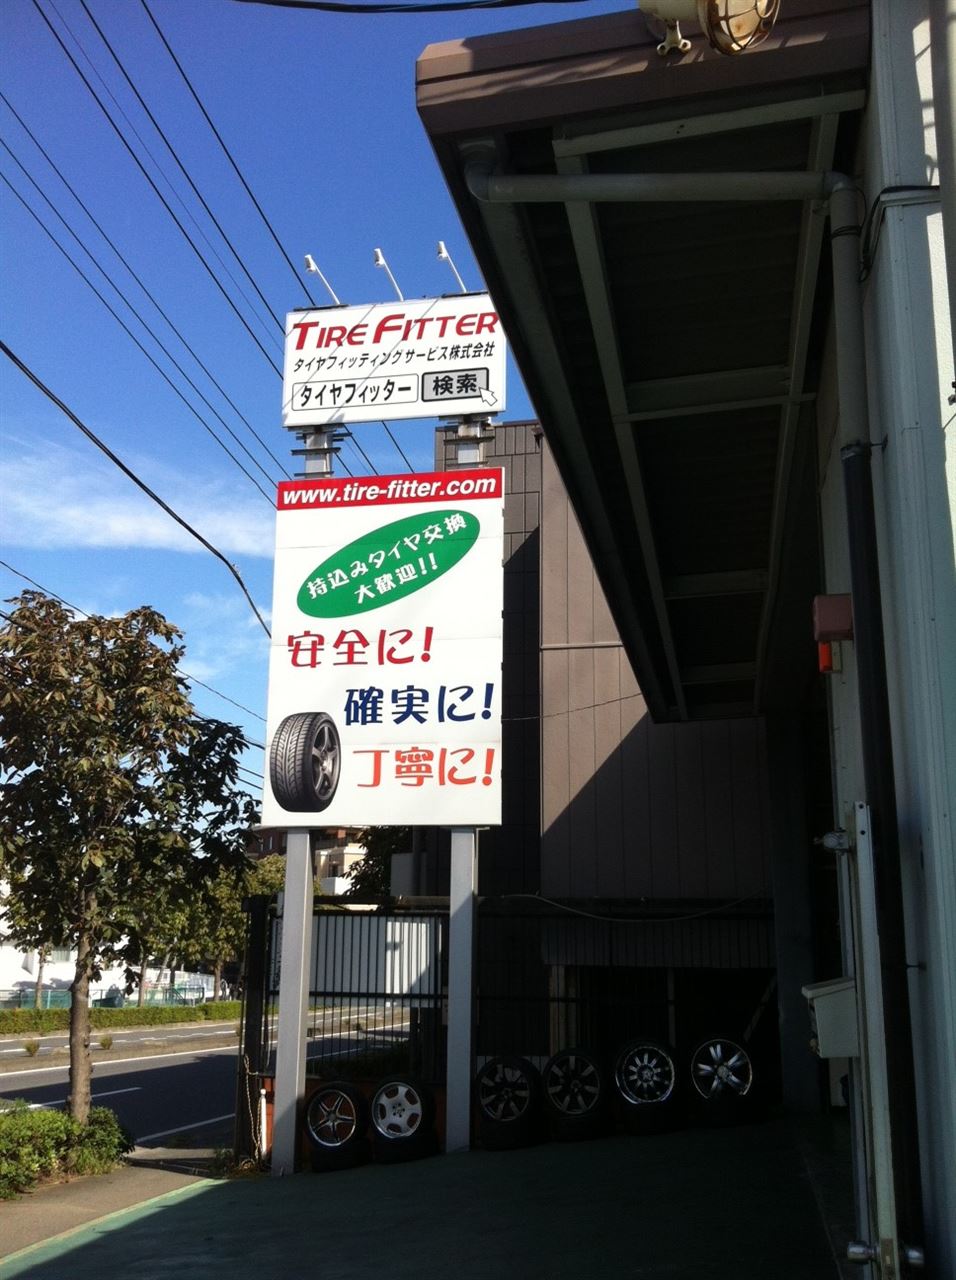 TIRE FITTER
タイヤフィッティングサービス株式会社
タイヤフィッター 検索
www.tire-fitter.com
持込みタイヤ交換
大歓迎!!
安全に!
確実に!
丁寧に!